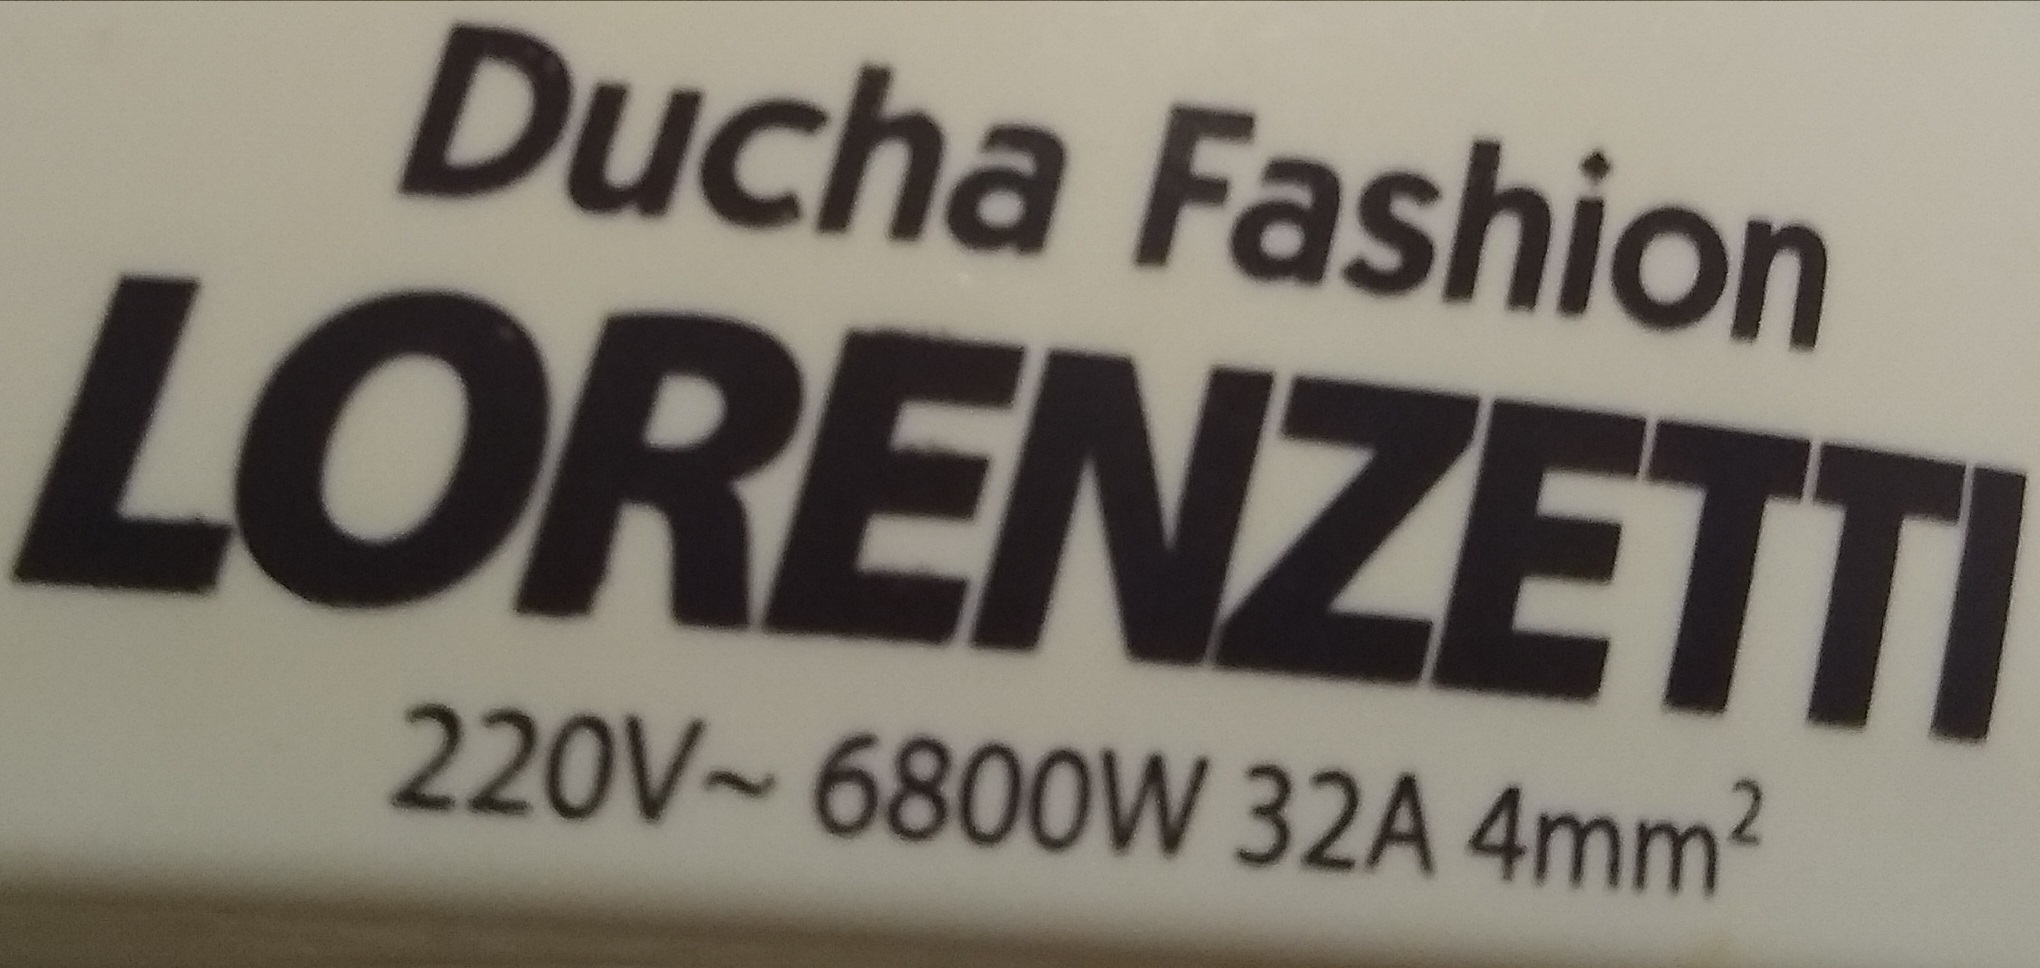 Ducha Fashion
LORENZETTI
220V~ 6800W 32A 4mm²